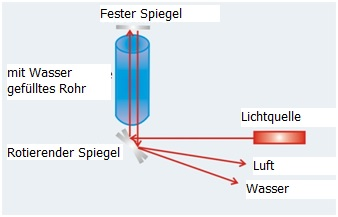 Fester Spiegel
mit Wasser
gefülltes Rohr
Lichtquelle
Rotierender Spiegel
Luft
Wasser